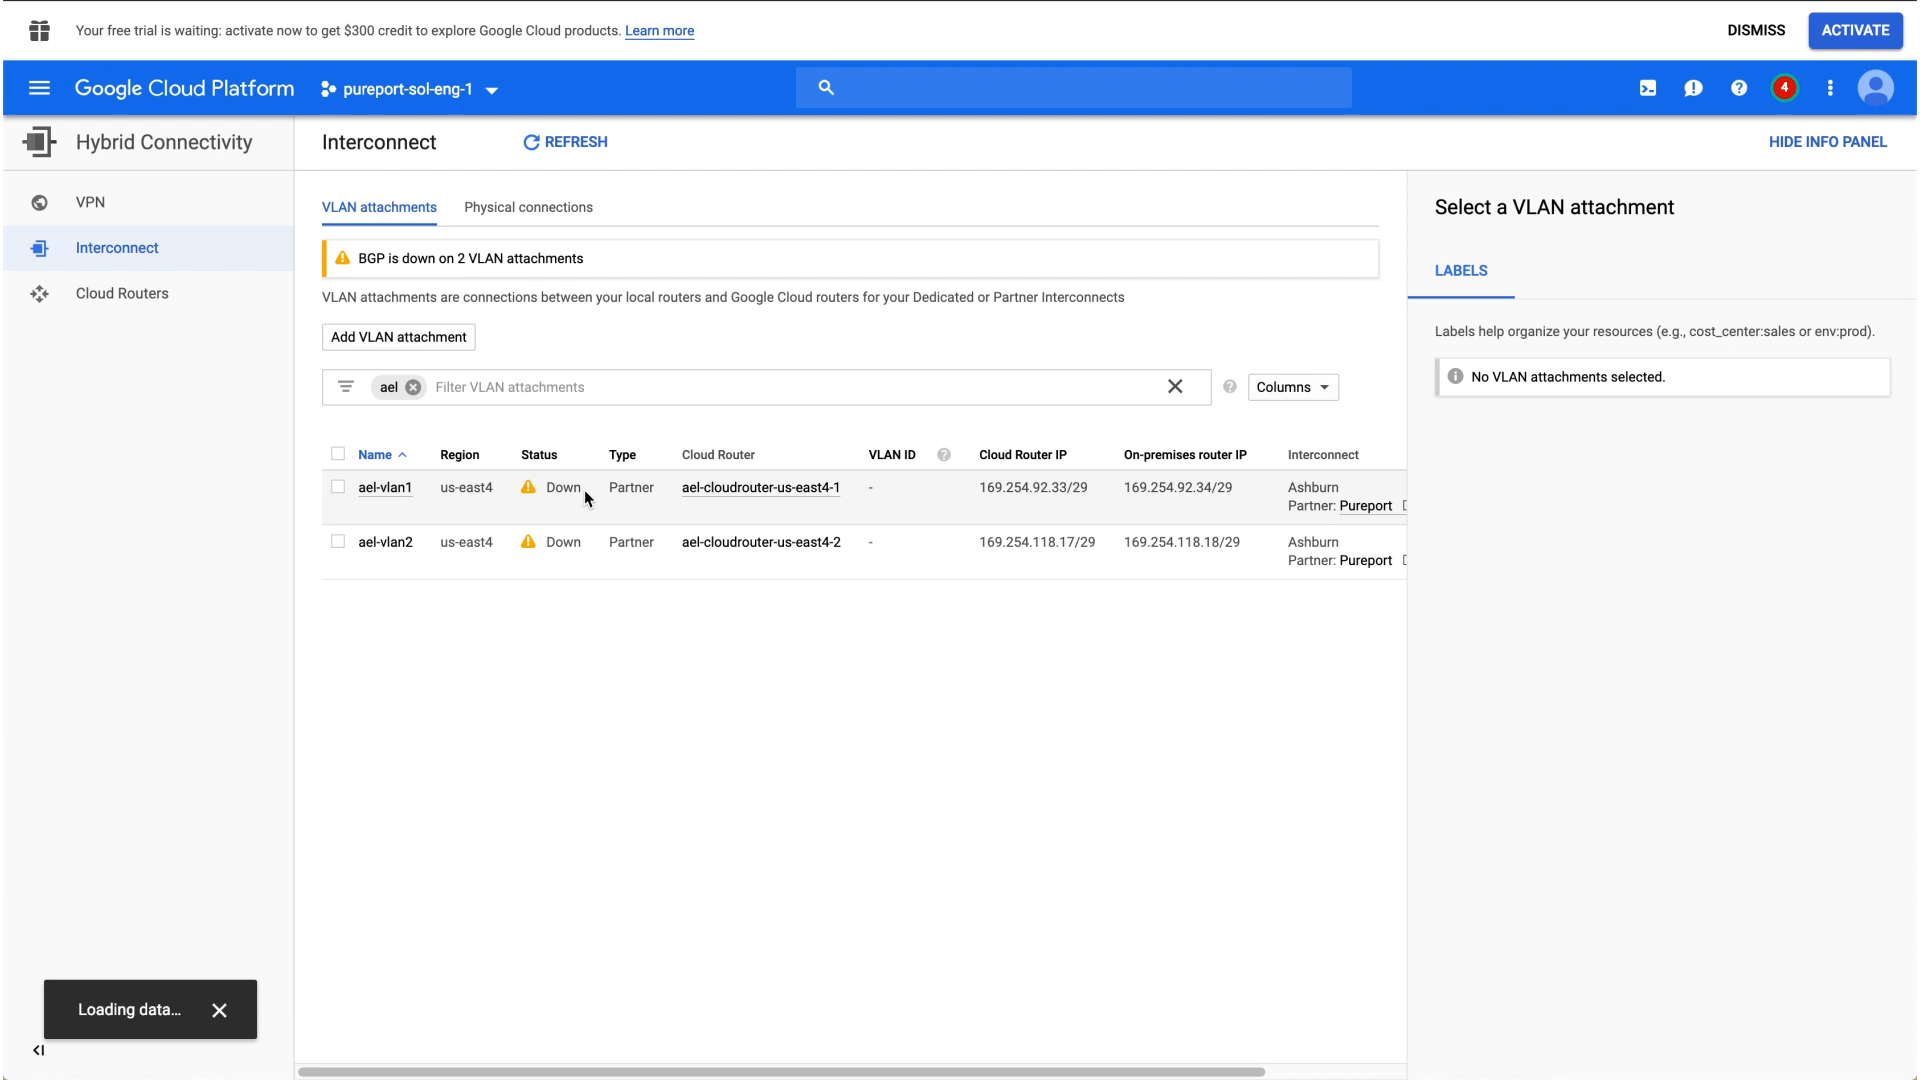 Your free trial is waiting: activate now to get $300 credit to explore Google Cloud products. Learn more
DISMISS
ACTIVATE
Google Cloud Platform
pureport-sol-eng-1
4
Hybrid Connectivity
Interconnect
REFRESH
HIDE INFO PANEL
VPN
Interconnect
Cloud Routers
VLAN attachments
Physical connections
BGP is down on 2 VLAN attachments
VLAN attachments are connections between your local routers and Google Cloud routers for your Dedicated or Partner Interconnects
Add VLAN attachment
ael
Filter VLAN attachments
Columns
Name Region Status Type Cloud Router VLAN ID Cloud Router IP On-premises router IP Interconnect
ael-vlan1 us-east4 Down Partner ael-cloudrouter-us-east4-1 - 169.254.92.33/29 169.254.92.34/29 Ashburn
Partner: Pureport
ael-vlan2 us-east4 Down Partner ael-cloudrouter-us-east4-2 - 169.254.118.17/29 169.254.118.18/29 Ashburn
Partner: Pureport
Select a VLAN attachment
LABELS
Labels help organize your resources (e.g., cost_center:sales or env:prod).
No VLAN attachments selected.
Loading data...